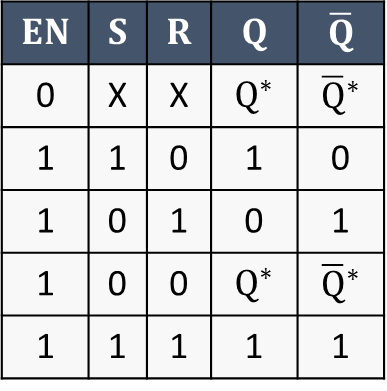 EN S R Q Q̅
0 X X Q* Q̅*
1 1 0 1 0
1 0 1 0 1
1 0 0 Q* Q̅*
1 1 1 1 1